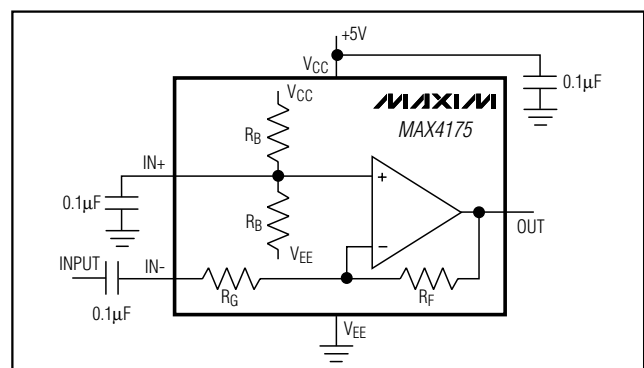 +5V
VCC
0.1µF
VCC
MAXIM
MAX4175
RB
IN+
+
0.1µF
RB
OUT
INPUT
IN-
VEE
−
0.1µF
RG
RF
VEE